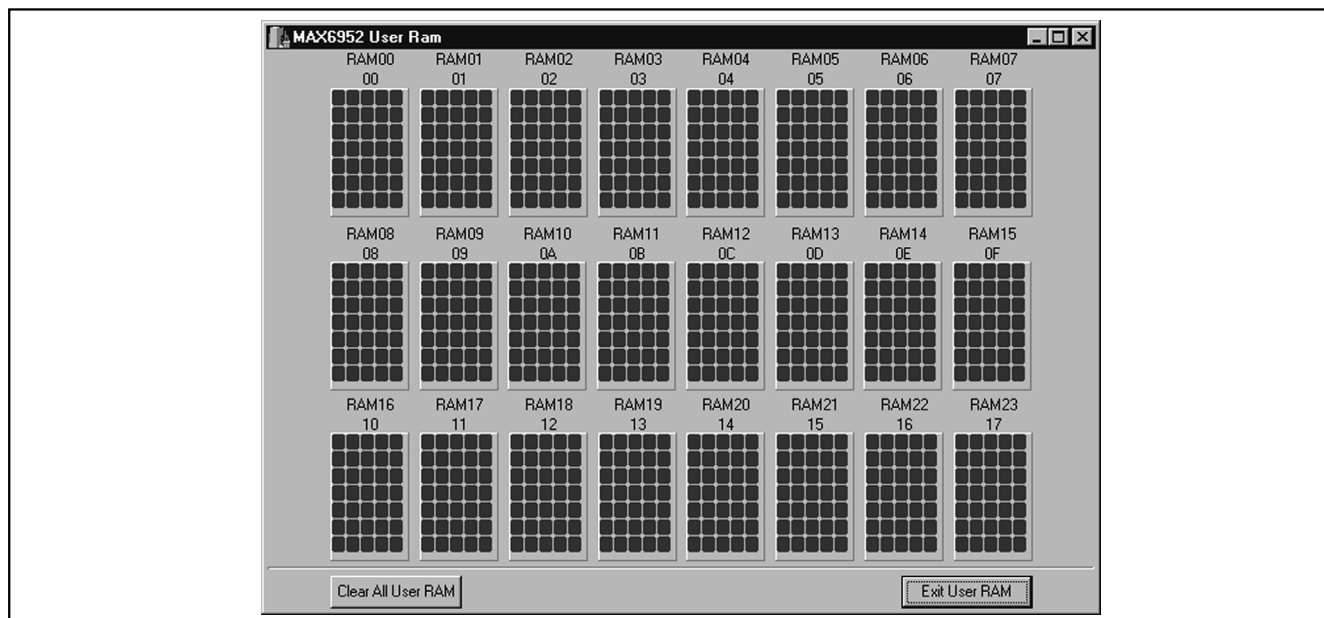 MAX6952 User Ram
RAM00 RAM01 RAM02 RAM03 RAM04 RAM05 RAM06 RAM07
00 01 02 03 04 05 06 07
RAM08 RAM09 RAM10 RAM11 RAM12 RAM13 RAM14 RAM15
08 09 0A 0B 0C 0D 0E 0F
RAM16 RAM17 RAM18 RAM19 RAM20 RAM21 RAM22 RAM23
10 11 12 13 14 15 16 17
Clear All User RAM Exit User RAM